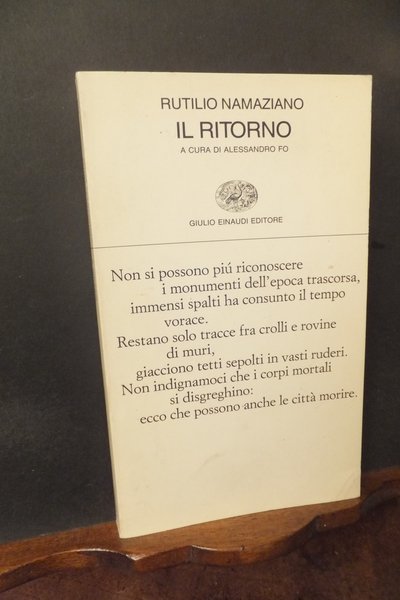 RUTILIO NAMAZIANO
IL RITORNO
A CURA DI ALESSANDRO FO
GIULIO EINAUDI EDITORE
Non si possono piú riconoscere
i monumenti dell'epoca trascorsa,
immensi spalti ha consunto il tempo
vorace.
Restano solo tracce fra crolli e rovine
di muri,
giacciono tetti sepolti in vasti ruderi.
Non indignamoci che i corpi mortali
si disgreghino:
ecco che possono anche le città morire.